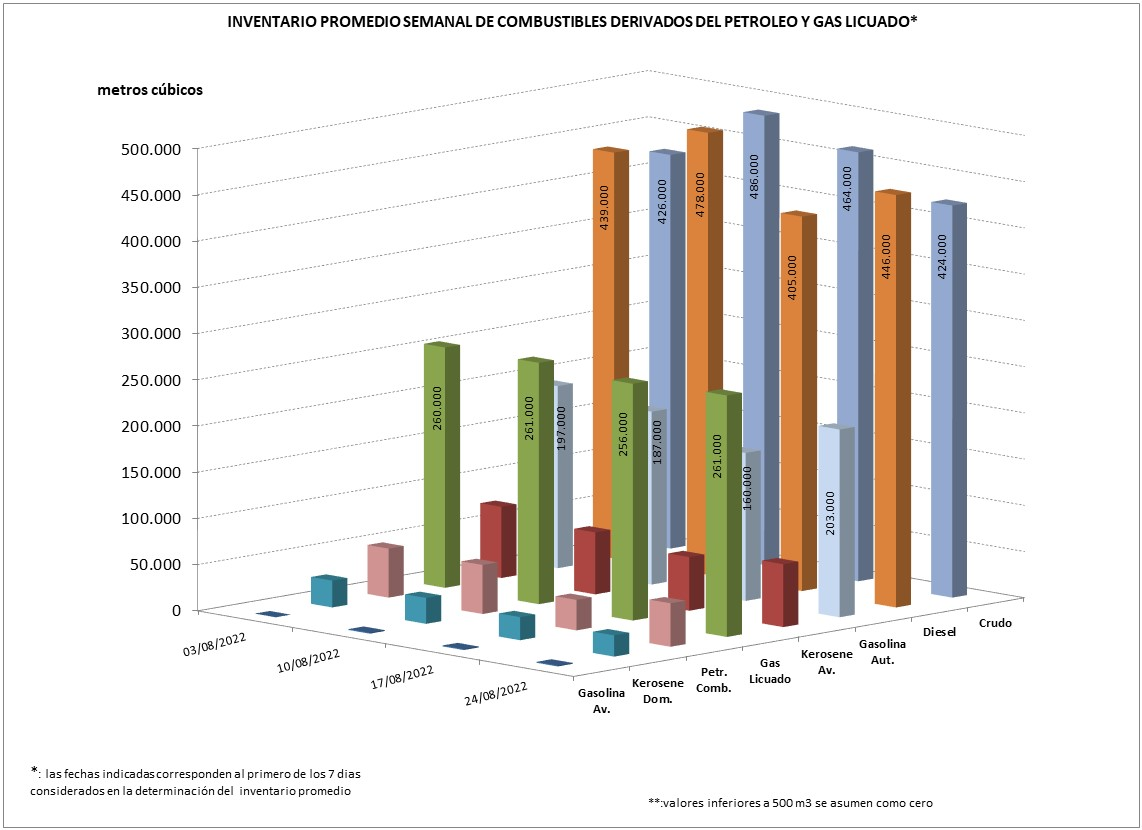 INVENTARIO PROMEDIO SEMANAL DE COMBUSTIBLES DERIVADOS DEL PETROLEO Y GAS LICUADO*
metros cúbicos
500.000
450.000
400.000
350.000
300.000
250.000
200.000
150.000
100.000
50.000
0
439.000
426.000
478.000
486.000
405.000
464.000
446.000
424.000
260.000
261.000
197.000
256.000
187.000
261.000
160.000
203.000
03/08/2022
10/08/2022
17/08/2022
24/08/2022
Gasolina
Av.
Kerosene
Dom.
Petr.
Comb.
Gas
Licuado
Kerosene
Av.
Gasolina
Aut.
Diesel
Crudo
*: las fechas indicadas corresponden al primero de los 7 dias
considerados en la determinación del inventario promedio
**:valores inferiores a 500 m3 se asumen como cero